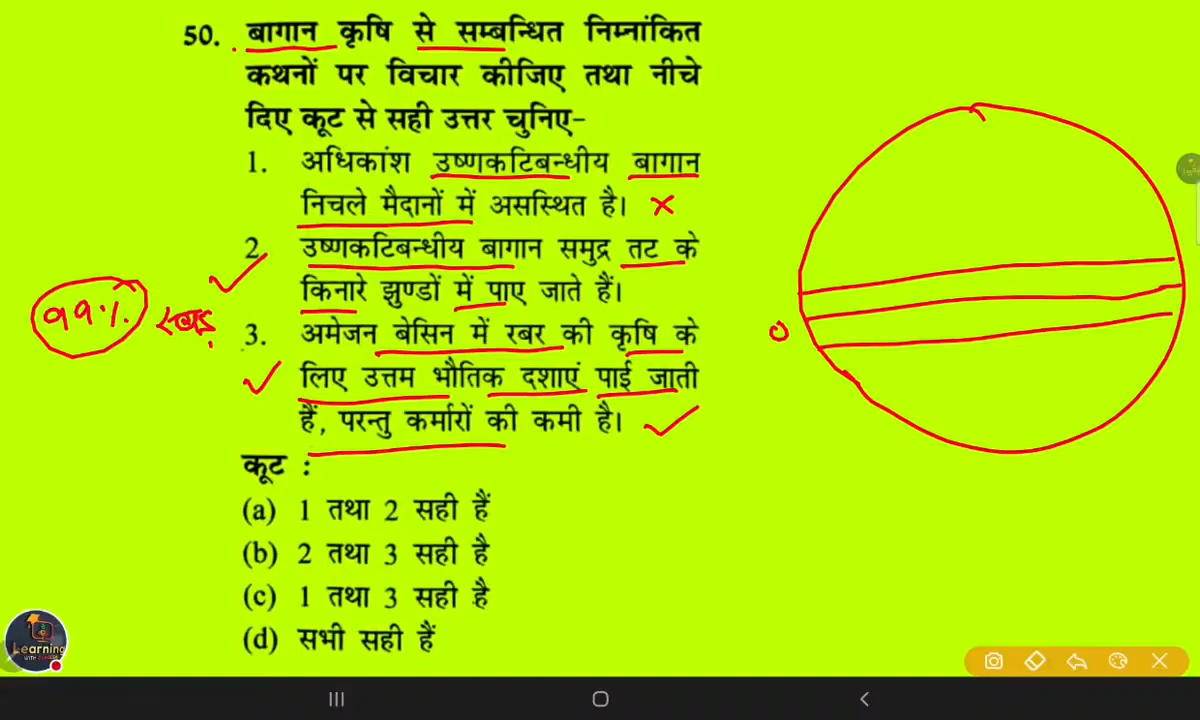 50. बागान कृषि से सम्बन्धित निम्नांकित
कथनों पर विचार कीजिए तथा नीचे
दिए कूट से सही उत्तर चुनिए-
1. अधिकांश उष्णकटिबन्धीय बागान
निचले मैदानों में असस्थित है।
2. उष्णकटिबन्धीय बागान समुद्र तट के
किनारे झुण्डों में पाए जाते हैं।
99% रबड़
3. अमेजन बेसिन में रबर की कृषि के
0
लिए उत्तम भौतिक दशाएं पाई जाती
हैं, परन्तु कर्मारों की कमी है।
कूट :
(a) 1 तथा 2 सही हैं
(b) 2 तथा 3 सही है
(c) 1 तथा 3 सही है
(d) सभी सही हैं
Learning